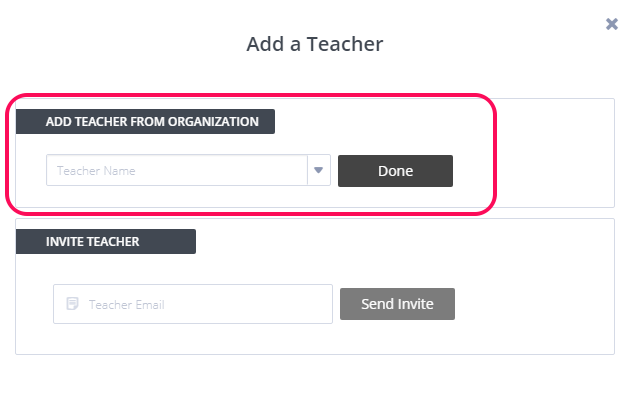 Add a Teacher
ADD TEACHER FROM ORGANIZATION
Teacher Name
Done
INVITE TEACHER
Teacher Email
Send Invite